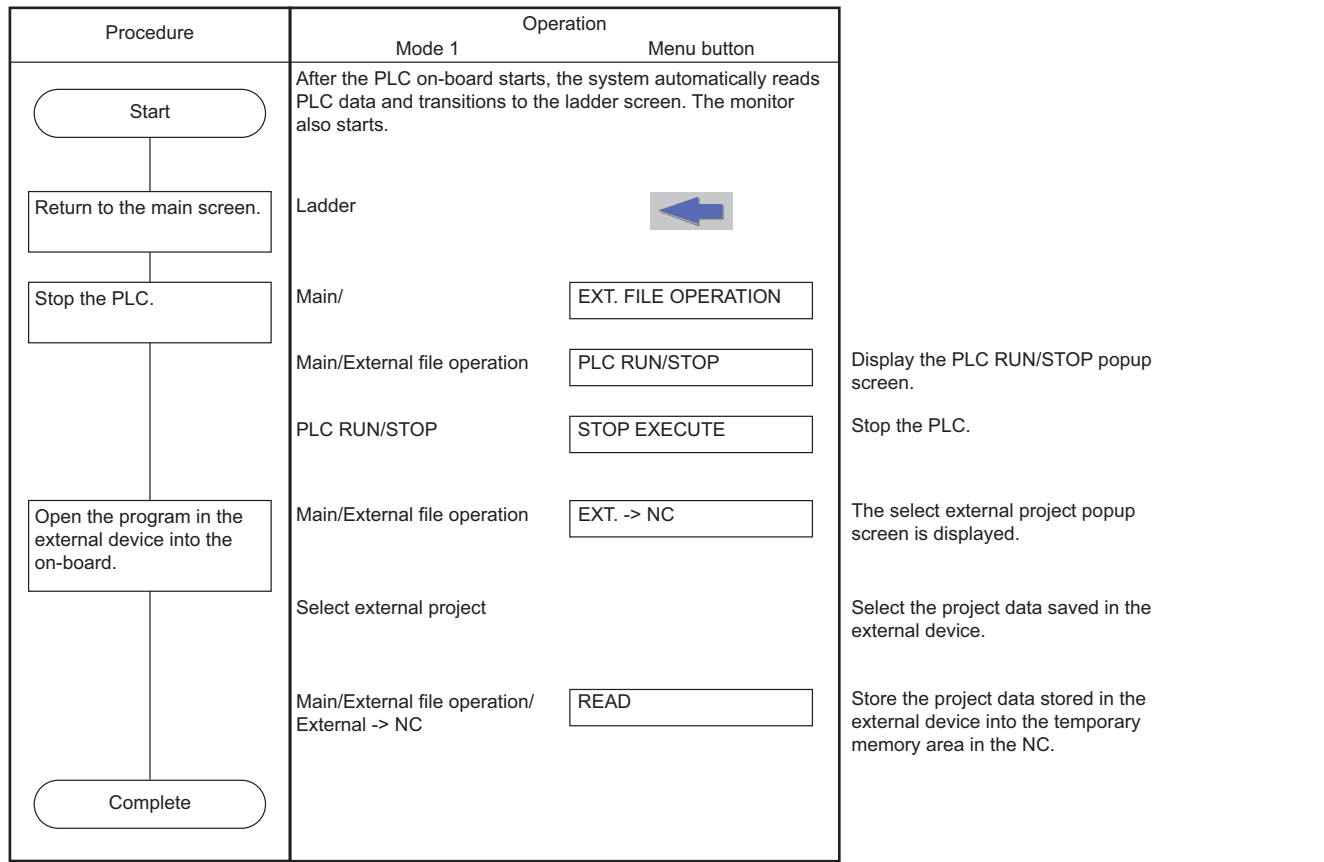 Procedure
Operation
Mode 1
Menu button
After the PLC on-board starts, the system automatically reads
PLC data and transitions to the ladder screen. The monitor
also starts.
Start
Return to the main screen.
Ladder
Stop the PLC.
Main/
EXT. FILE OPERATION
Main/External file operation
PLC RUN/STOP
Display the PLC RUN/STOP popup
screen.
PLC RUN/STOP
STOP EXECUTE
Stop the PLC.
Open the program in the
external device into the
on-board.
Main/External file operation
EXT. -> NC
The select external project popup
screen is displayed.
Select external project
Select the project data saved in the
external device.
Main/External file operation/
External -> NC
READ
Store the project data stored in the
external device into the temporary
memory area in the NC.
Complete